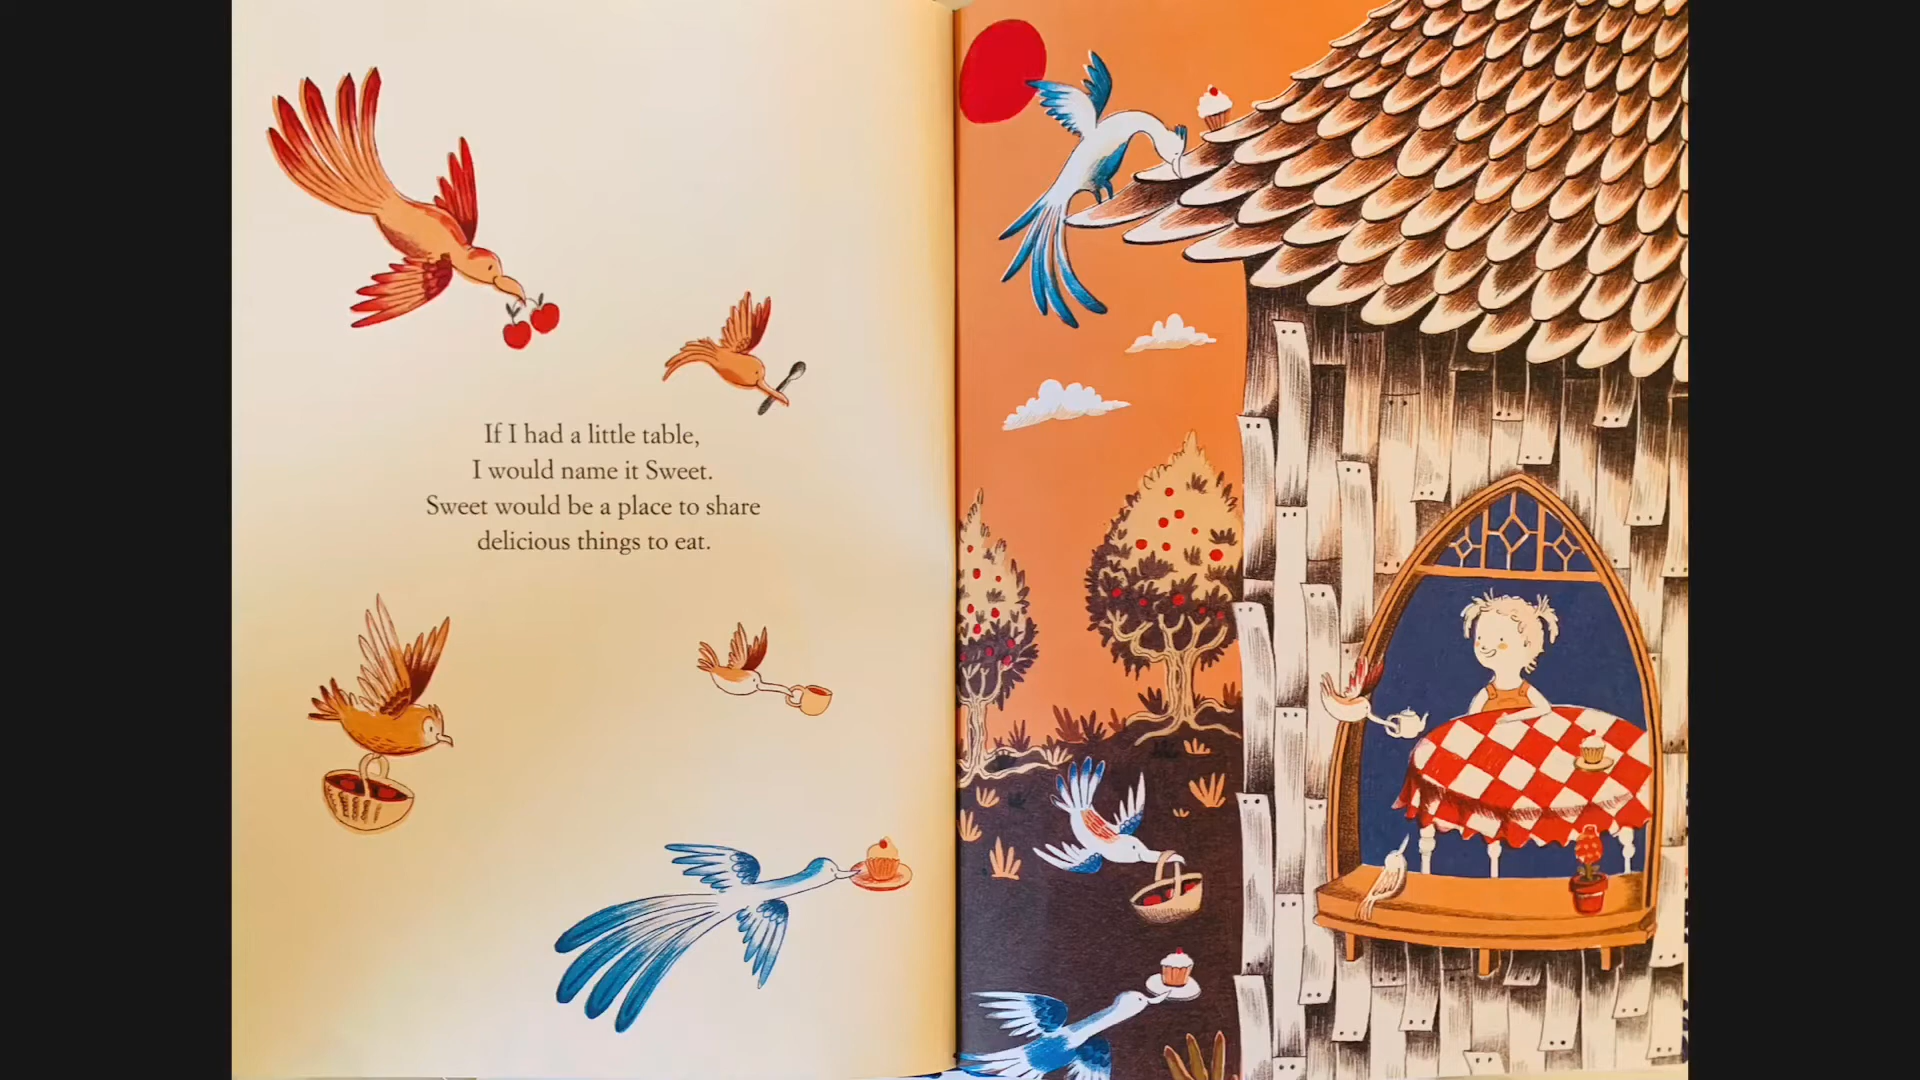 If I had a little table,
I would name it Sweet.
Sweet would be a place to share
delicious things to eat.